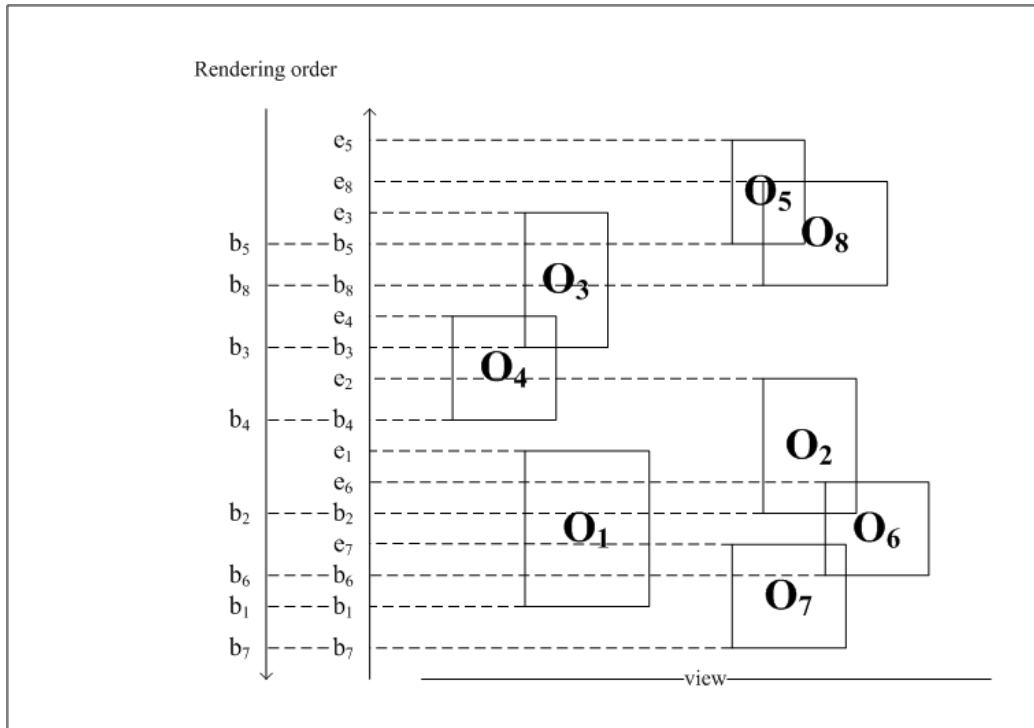 Rendering order
e₅
e₈
O₅
e₃
b₅ b₅ O₈
b₈ b₈ O₃
e₄
b₃ b₃ O₄
e₂
b₄ b₄
e₁ O₂
e₆
b₂ b₂ O₁ O₆
e₇
b₆ b₆
b₁ b₁ O₇
b₇ b₇
view